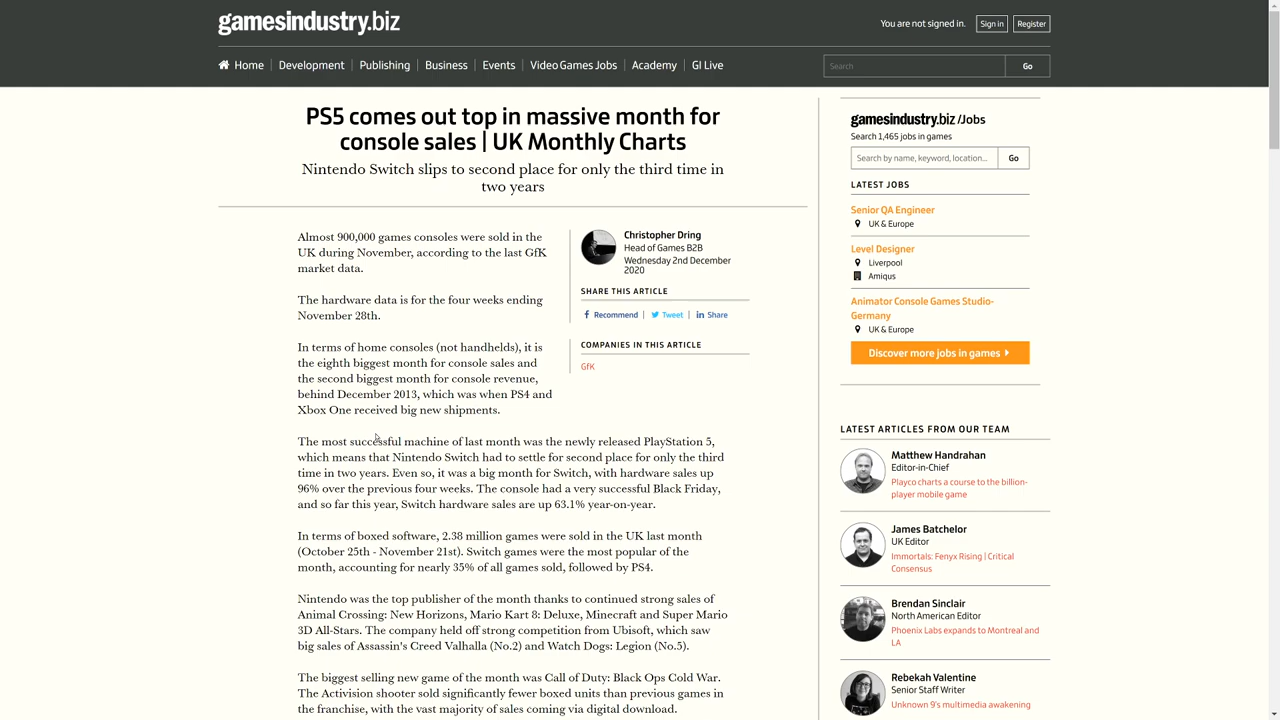 gamesindustry.biz
You are not signed in. Sign in Register
Home Development Publishing Business Events Video Games Jobs Academy GI Live
Search Go
PS5 comes out top in massive month for
console sales | UK Monthly Charts
Nintendo Switch slips to second place for only the third time in
two years
Almost 900,000 games consoles were sold in the
UK during November, according to the last GfK
market data.
The hardware data is for the four weeks ending
November 28th.
In terms of home consoles (not handhelds), it is
the eighth biggest month for console sales and
the second biggest month for console revenue,
behind December 2013, which was when PS4 and
Xbox One received big new shipments.
Christopher Dring
Head of Games B2B
Wednesday 2nd December
2020
SHARE THIS ARTICLE
Recommend | Tweet | Share
COMPANIES IN THIS ARTICLE
GfK
The most successful machine of last month was the newly released PlayStation 5,
which means that Nintendo Switch had to settle for second place for only the third
time in two years. Even so, it was a big month for Switch, with hardware sales up
96% over the previous four weeks. The console had a very successful Black Friday,
and so far this year, Switch hardware sales are up 63.1% year-on-year.
In terms of boxed software, 2.38 million games were sold in the UK last month
(October 25th - November 21st). Switch games were the most popular of the
month, accounting for nearly 35% of all games sold, followed by PS4.
Nintendo was the top publisher of the month thanks to continued strong sales of
Animal Crossing: New Horizons, Mario Kart 8: Deluxe, Minecraft and Super Mario
3D All-Stars. The company held off strong competition from Ubisoft, which saw
big sales of Assassin's Creed Valhalla (No.2) and Watch Dogs: Legion (No.5).
The biggest selling new game of the month was Call of Duty: Black Ops Cold War.
The Activision shooter sold significantly fewer boxed units than previous games in
the franchise, with the vast majority of sales coming via digital download.
gamesindustry.biz /Jobs
Search 1,465 jobs in games
Search by name, keyword, location... Go
LATEST JOBS
Senior QA Engineer
UK & Europe
Level Designer
Liverpool
Amiqus
Animator Console Games Studio-
Germany
UK & Europe
Discover more jobs in games
LATEST ARTICLES FROM OUR TEAM
Matthew Handrahan
Editor-in-Chief
Playco charts a course to the billion-
player mobile game
James Batchelor
UK Editor
Immortals: Fenyx Rising | Critical
Consensus
Brendan Sinclair
North American Editor
Phoenix Labs expands to Montreal and
LA
Rebekah Valentine
Senior Staff Writer
Unknown 9's multimedia awakening